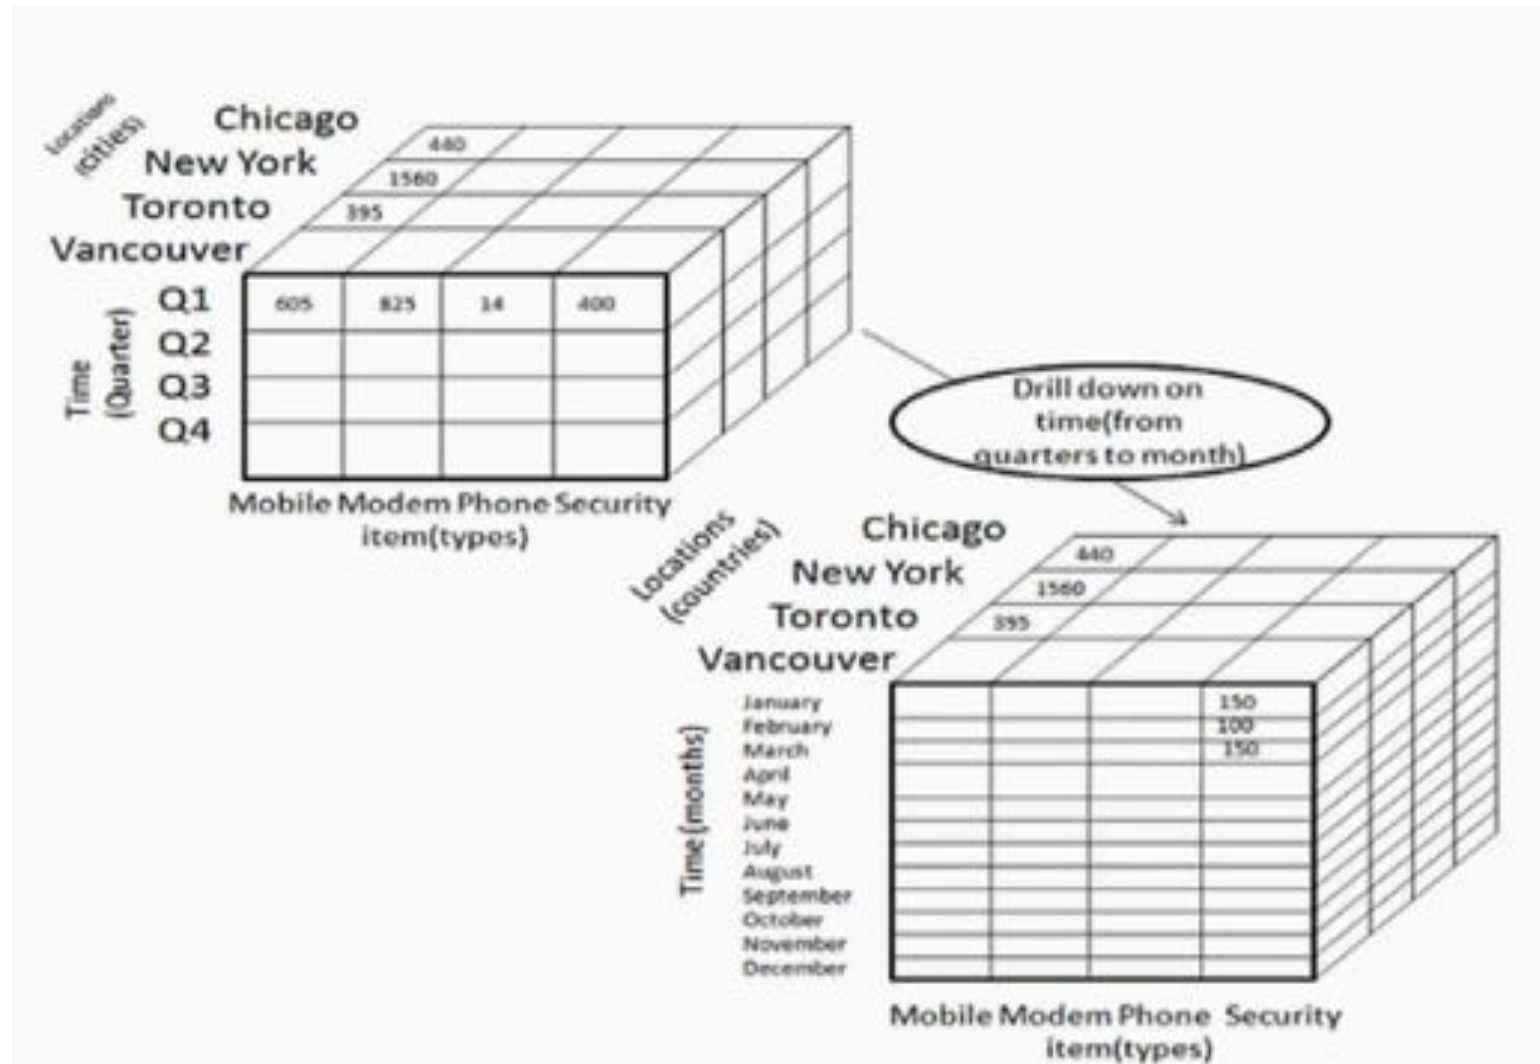 Locations
(cities)
Chicago
New York
Toronto
Vancouver
440
1560
395
Time
(Quarter)
Q1
Q2
Q3
Q4
605 825 14 400
Mobile Modem Phone Security
item(types)
Drill down on
time(from
quarters to month)
Locations
(countries)
Chicago
New York
Toronto
Vancouver
440
1560
395
Time(months)
January 150
February 100
March 150
April
May
June
July
August
September
October
November
December
Mobile Modem Phone Security
item(types)